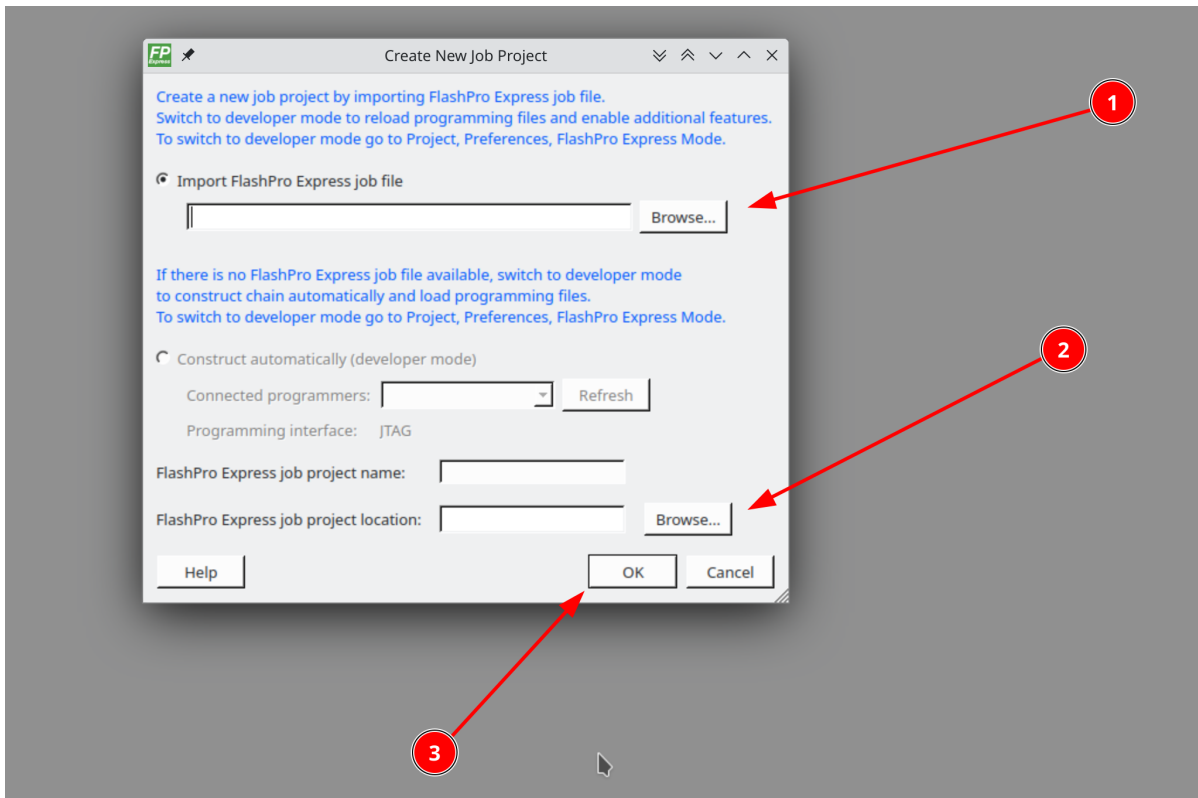 FP
Express
Create New Job Project
Create a new job project by importing FlashPro Express job file.
Switch to developer mode to reload programming files and enable additional features.
To switch to developer mode go to Project, Preferences, FlashPro Express Mode.
1
Import FlashPro Express job file
Browse...
If there is no FlashPro Express job file available, switch to developer mode
to construct chain automatically and load programming files.
To switch to developer mode go to Project, Preferences, FlashPro Express Mode.
2
Construct automatically (developer mode)
Connected programmers:
Refresh
Programming interface: JTAG
FlashPro Express job project name:
FlashPro Express job project location:
Browse...
Help
OK
Cancel
3